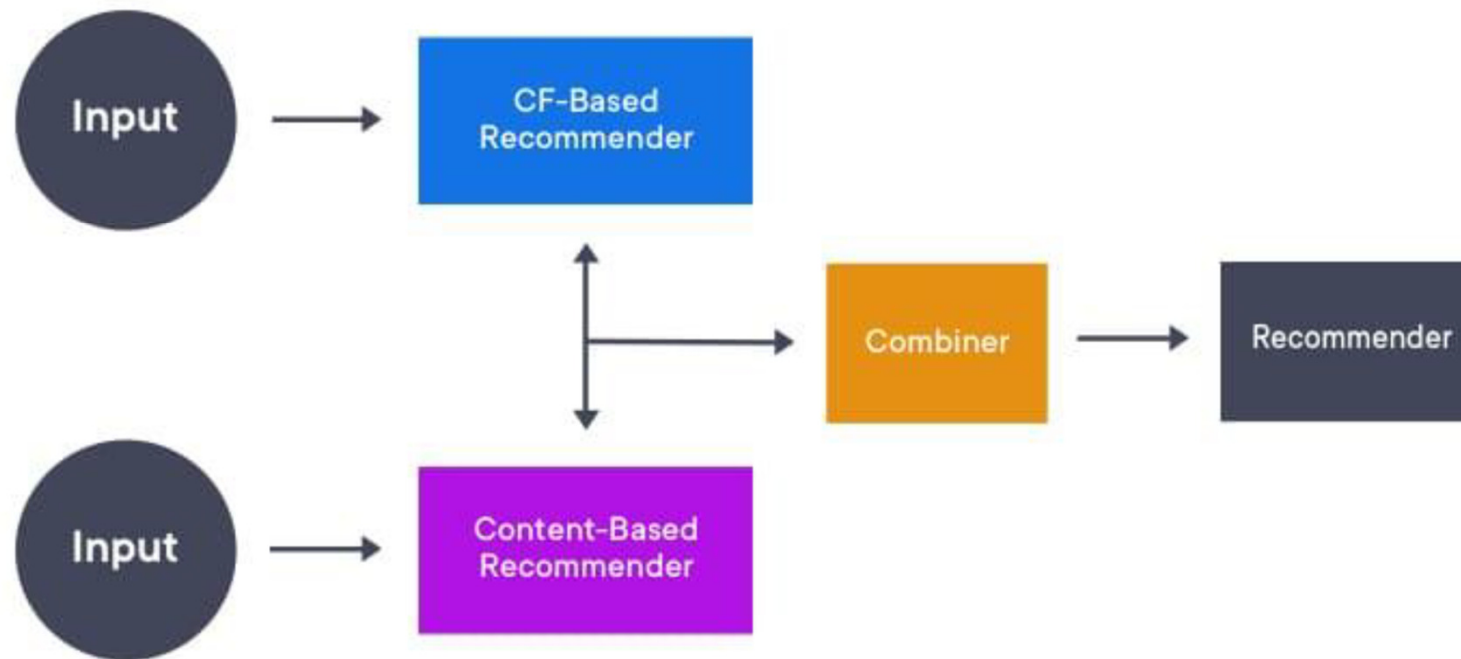 Input
CF-Based
Recommender
Combiner
Recommender
Input
Content-Based
Recommender